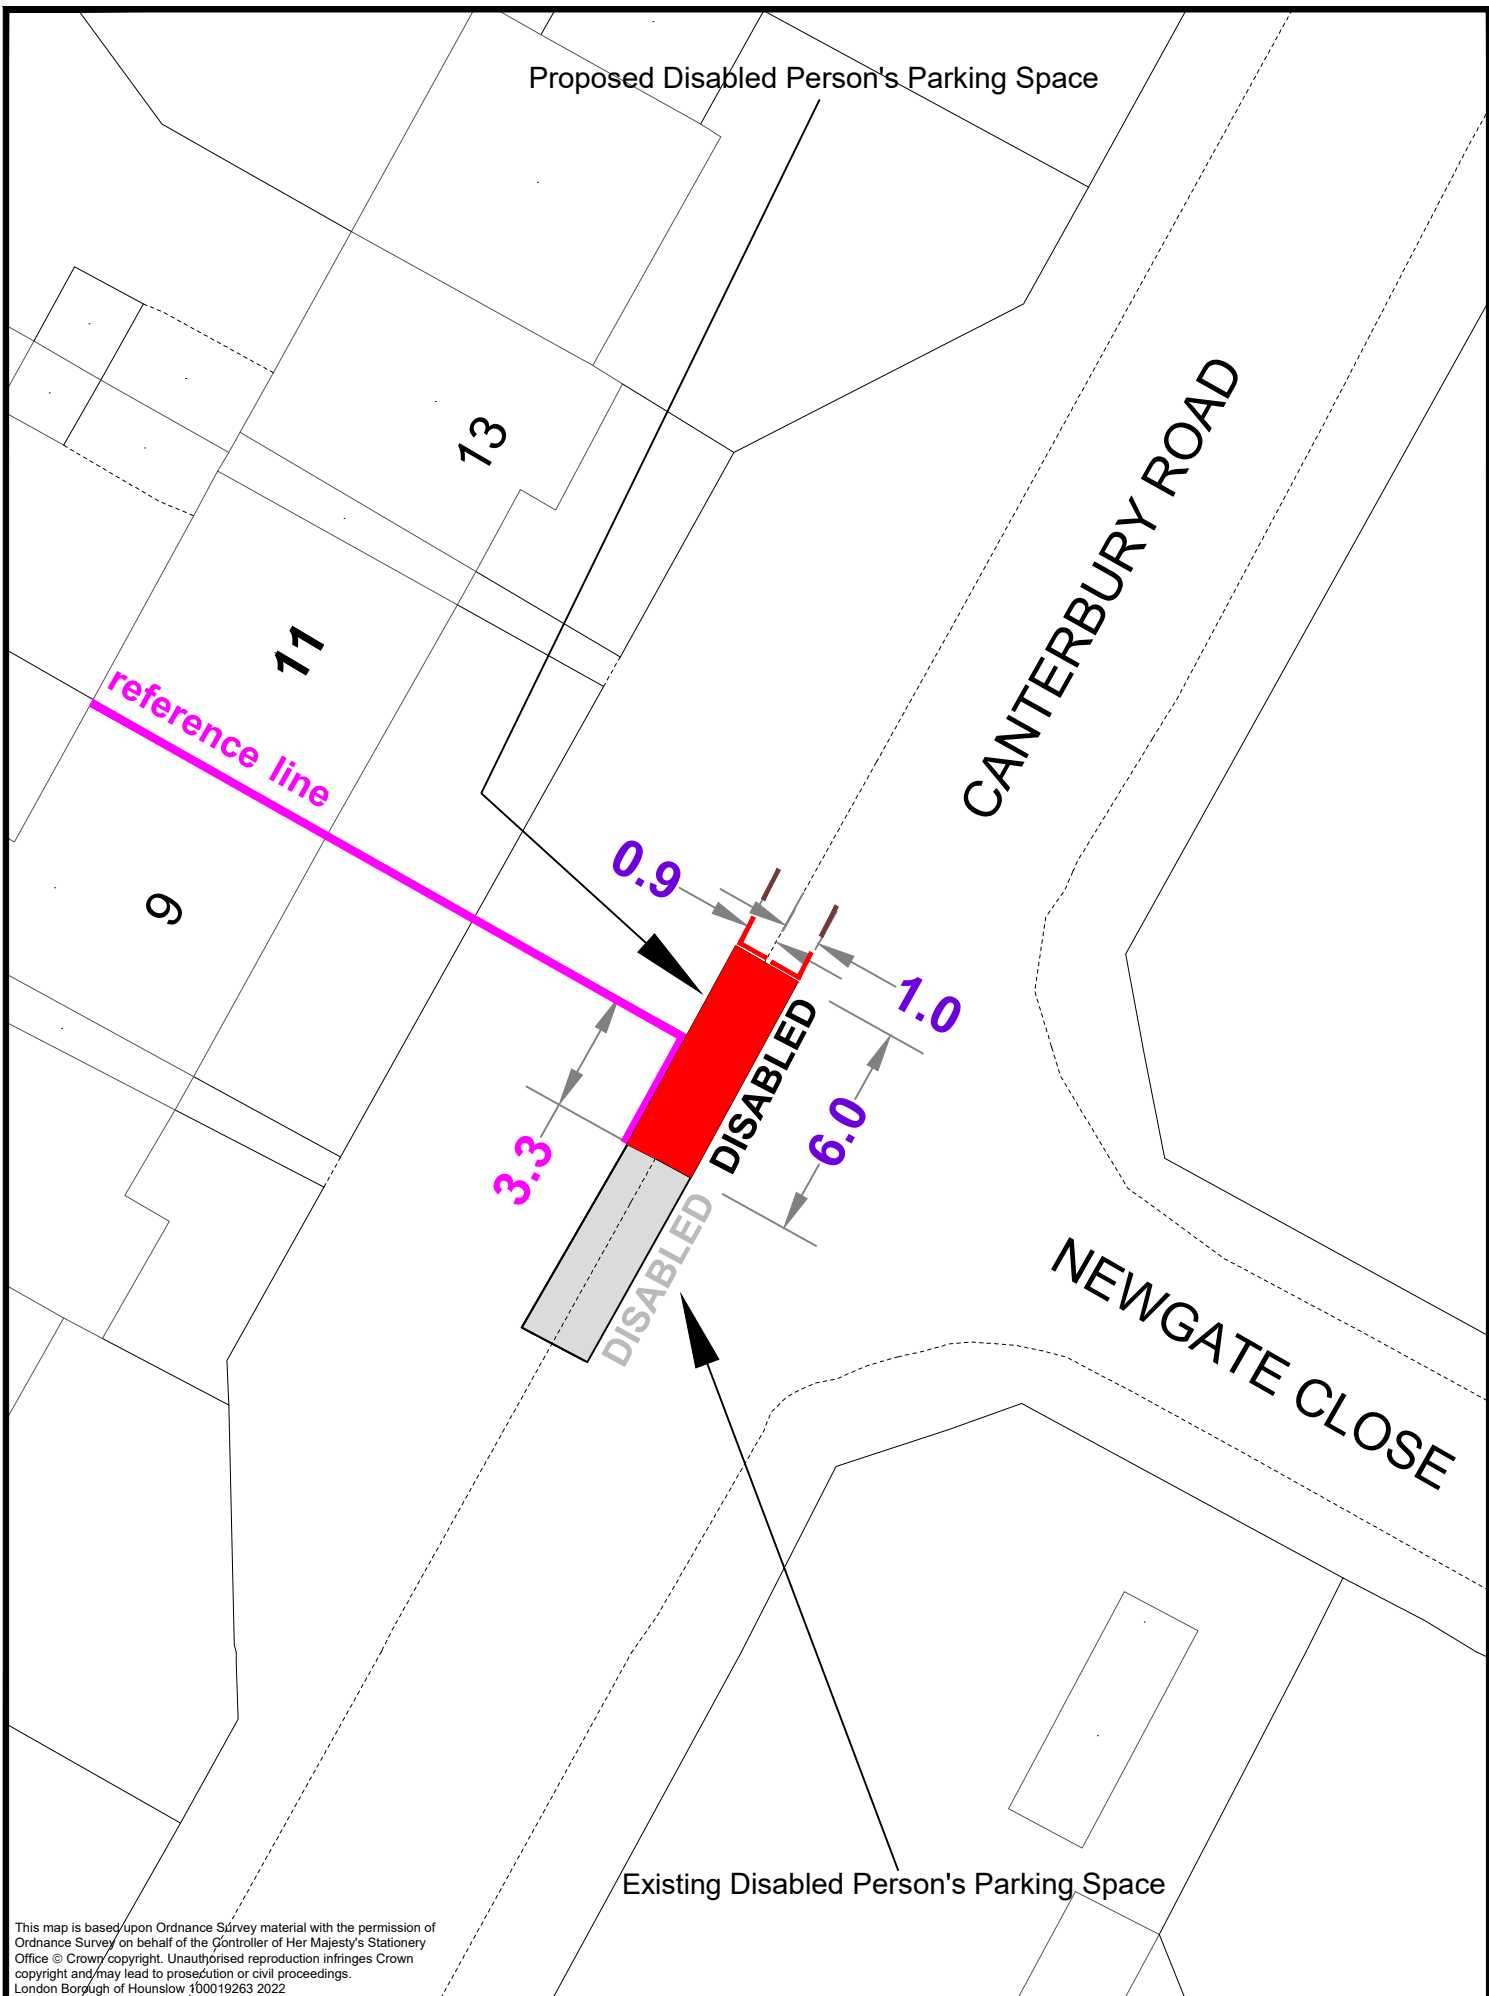 Proposed Disabled Person's Parking Space
CANTERBURY ROAD
13
11
reference line
9
0.9
1.0
DISABLED
6.0
3.3
DISABLED
NEWGATE CLOSE
Existing Disabled Person's Parking Space
This map is based upon Ordnance Survey material with the permission of
Ordnance Survey on behalf of the Controller of Her Majesty's Stationery
Office © Crown copyright. Unauthorised reproduction infringes Crown
copyright and may lead to prosecution or civil proceedings.
London Borough of Hounslow 100019263 2022